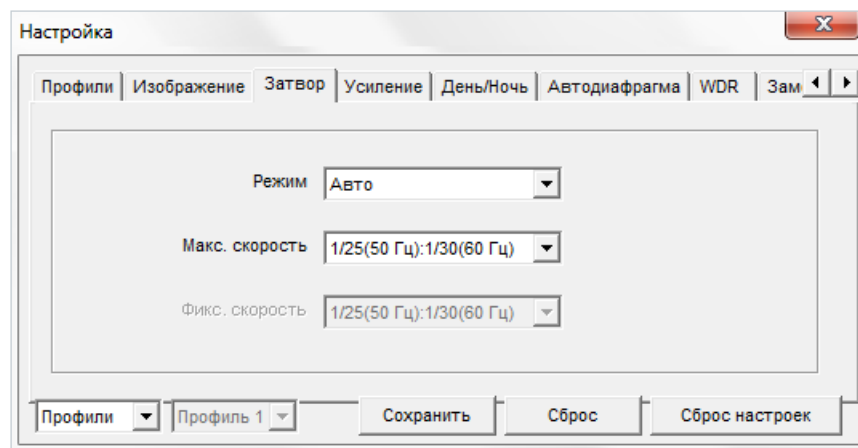 Настройка
Профили Изображение Затвор Усиление День/Ночь Автодиафрагма WDR
Режим Авто
Макс. скорость 1/25(50 Гц):1/30(60 Гц)
Фикс. скорость 1/25(50 Гц):1/30(60 Гц)
Профили Профиль 1 Сохранить Сброс Сброс настроек